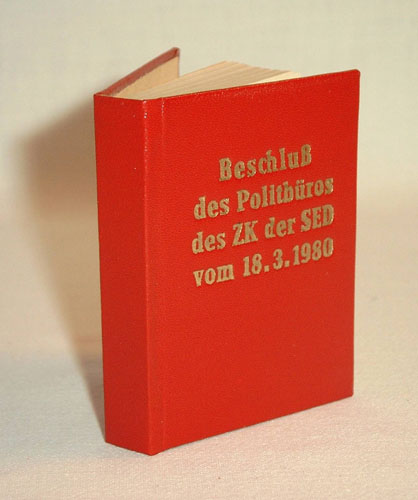 Beschluß
des Politbüros
des ZK der SED
vom 18.3.1980